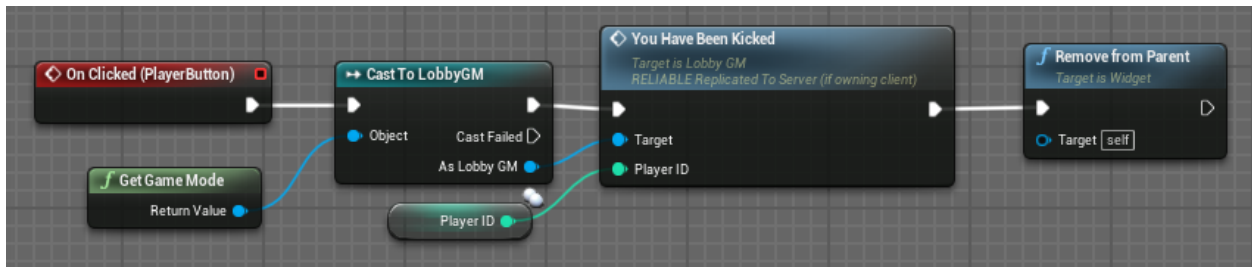 On Clicked (PlayerButton)
Cast To LobbyGM
Object
Cast Failed
As Lobby GM
f Get Game Mode
Return Value
Player ID
You Have Been Kicked
Target is Lobby GM
RELIABLE Replicated To Server (if owning client)
Target
Player ID
f Remove from Parent
Target is Widget
Target self